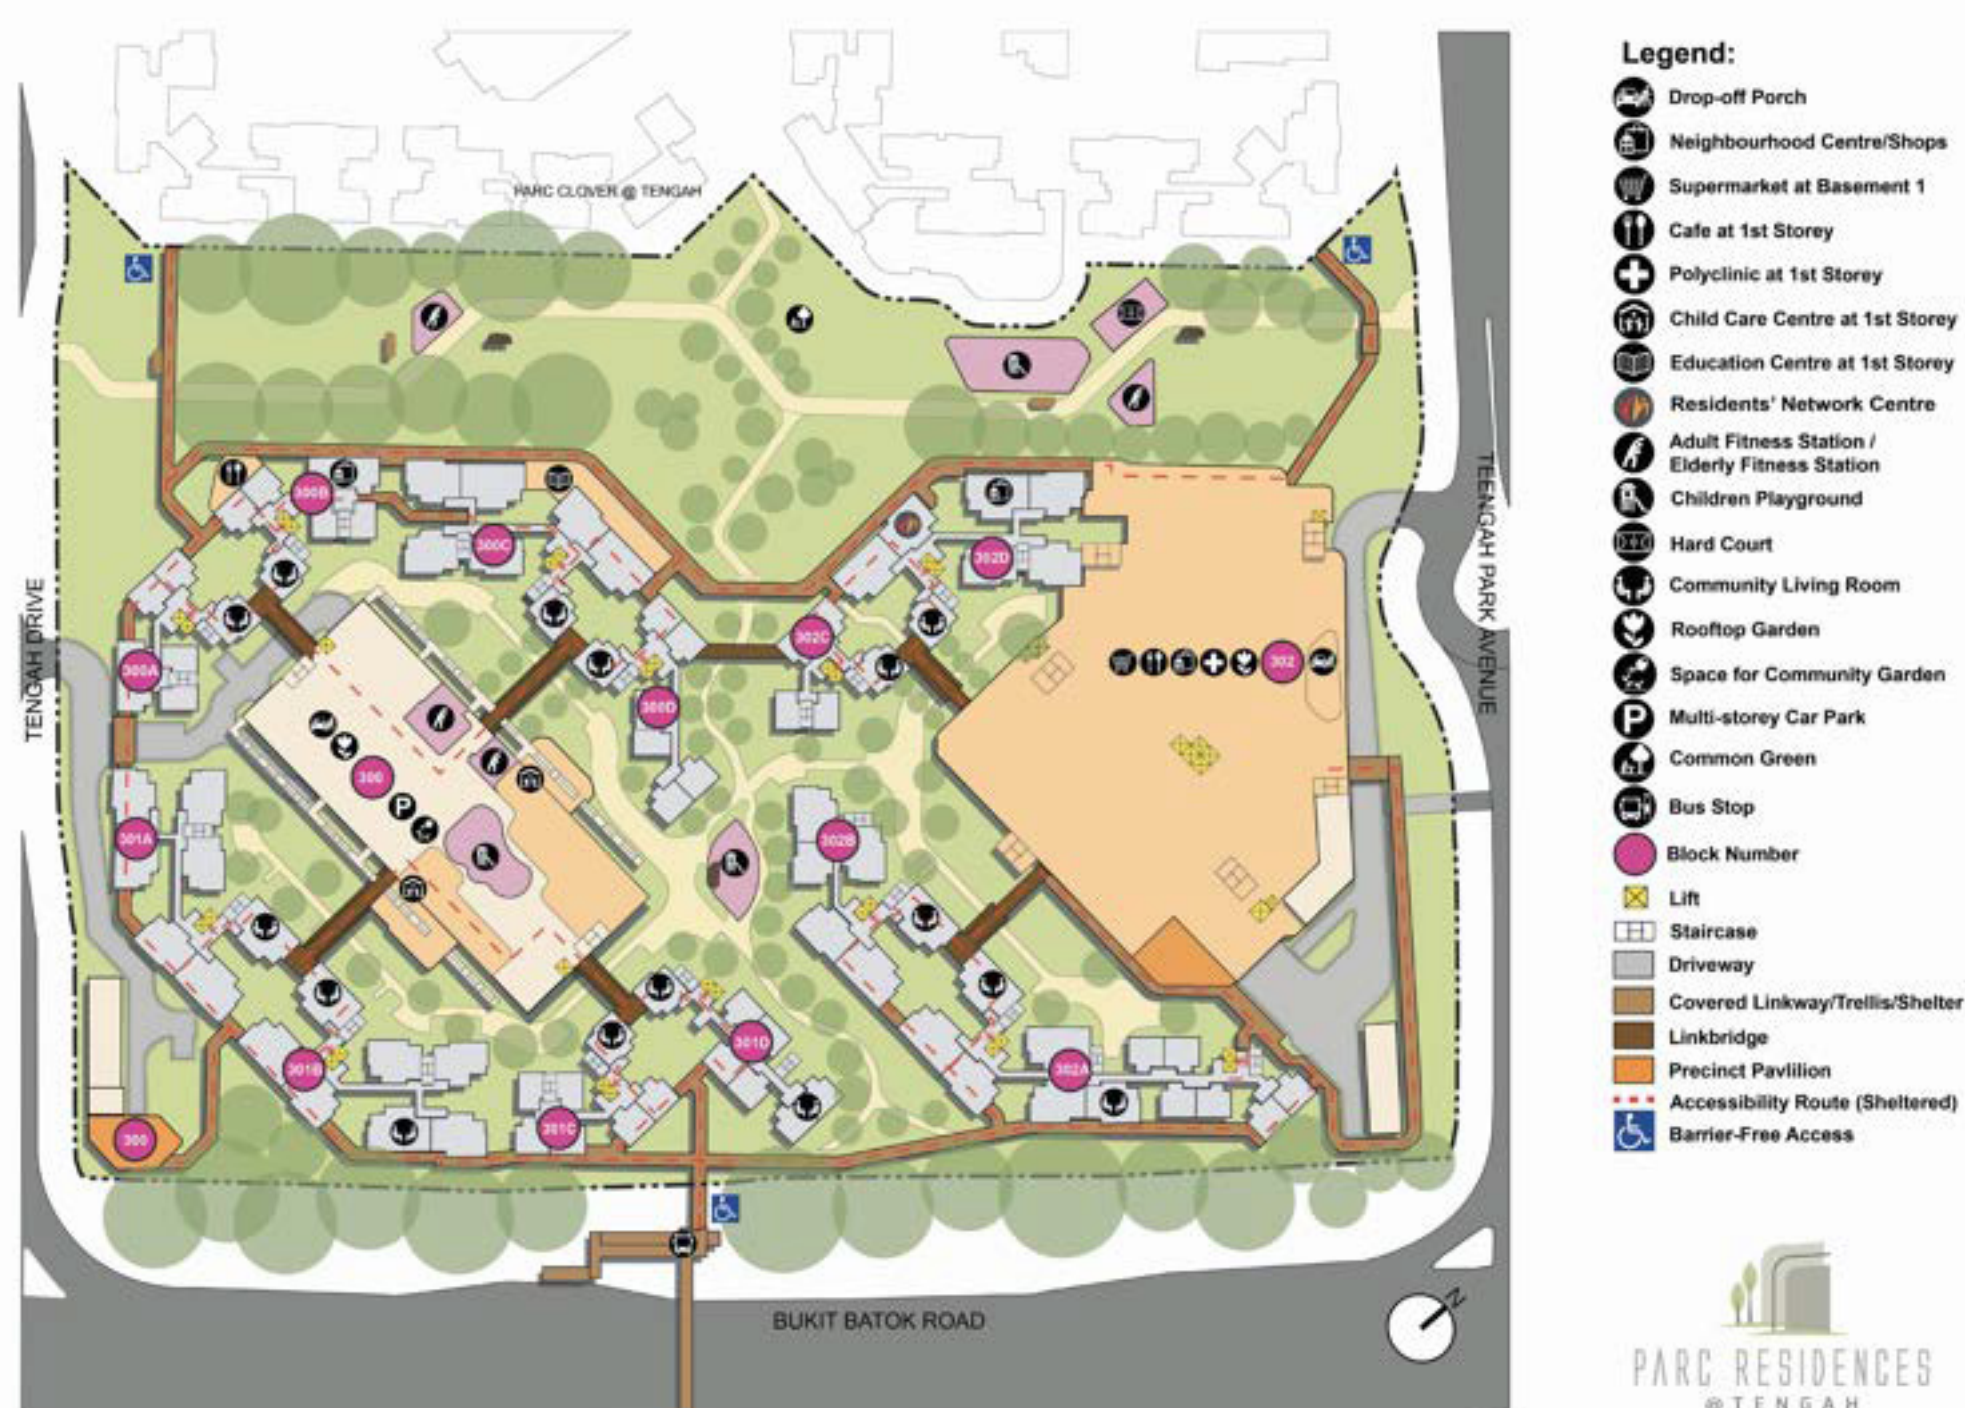 PARC CLOVER @ TENGAH
TENGAH DRIVE
TEENGAH PARK AVENUE
BUKIT BATOK ROAD
300B
300C
302D
302C
300A
300D
302
300
301A
302B
301B
301D
302A
301C
300
N
Legend:
Drop-off Porch
Neighbourhood Centre/Shops
Supermarket at Basement 1
Cafe at 1st Storey
Polyclinic at 1st Storey
Child Care Centre at 1st Storey
Education Centre at 1st Storey
Residents' Network Centre
Adult Fitness Station /
Elderly Fitness Station
Children Playground
Hard Court
Community Living Room
Rooftop Garden
Space for Community Garden
P
Multi-storey Car Park
Common Green
Bus Stop
Block Number
Lift
Staircase
Driveway
Covered Linkway/Trellis/Shelter
Linkbridge
Precinct Pavlilion
Accessibility Route (Sheltered)
Barrier-Free Access
P
PARC RESIDENCES
@ TENGAH